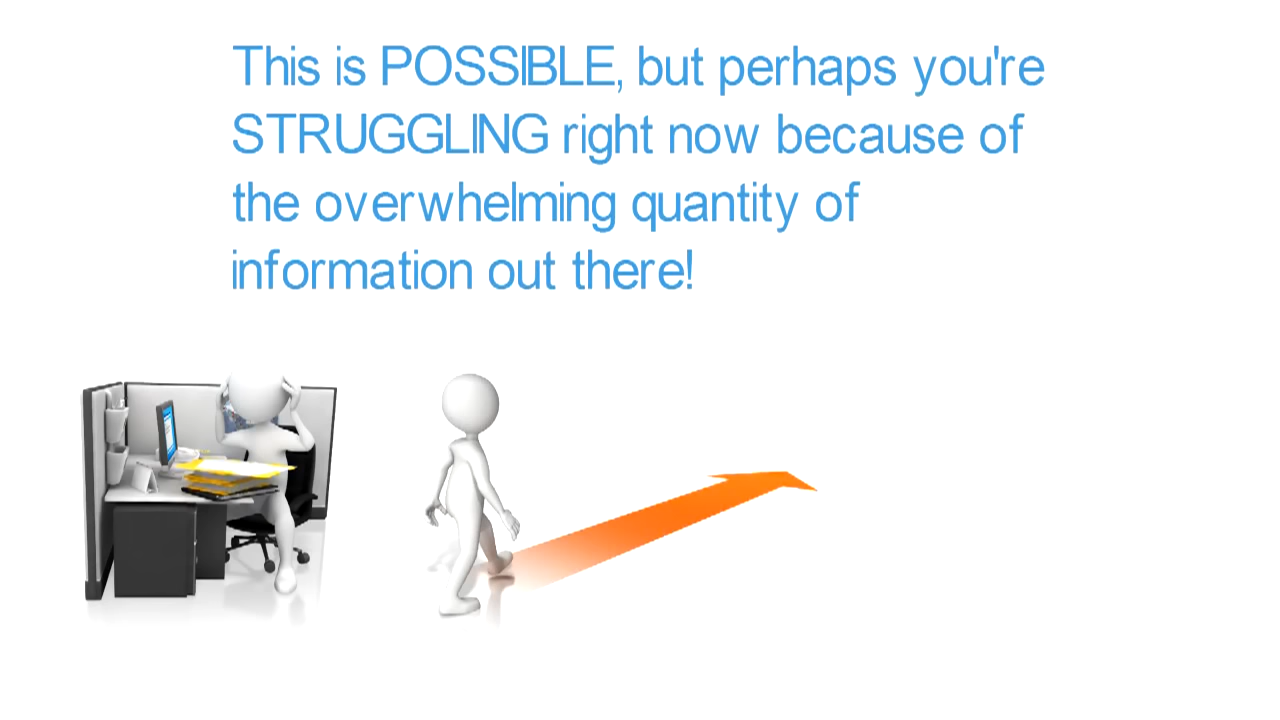 This is POSSIBLE, but perhaps you're
STRUGGLING right now because of
the overwhelming quantity of
information out there!